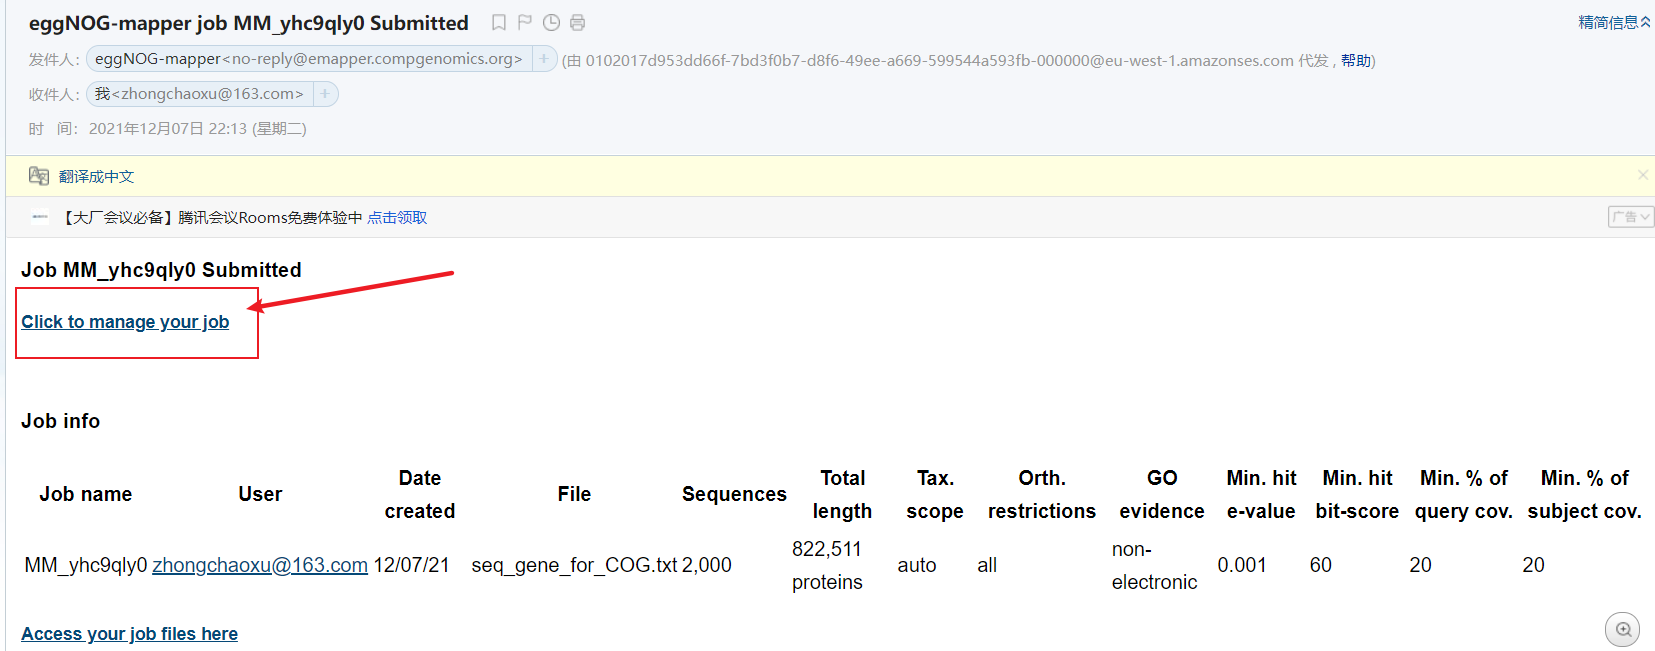 eggNOG-mapper job MM_yhc9qly0 Submitted
精简信息
发件人： eggNOG-mapper<no-reply@emapper.compgenomics.org> + (由 0102017d953dd66f-7bd3f0b7-d8f6-49ee-a669-599544a593fb-000000@eu-west-1.amazonses.com 代发 , 帮助)
收件人： 我<zhongchaoxu@163.com> +
时 间： 2021年12月07日 22:13 (星期二)
翻译成中文
【大厂会议必备】腾讯会议Rooms免费体验中 点击领取
广告
Job MM_yhc9qly0 Submitted
Click to manage your job
Job info
Job name User Date created File Sequences Total length Tax. scope Orth. restrictions GO evidence Min. hit e-value Min. hit bit-score Min. % of query cov. Min. % of subject cov.
MM_yhc9qly0 zhongchaoxu@163.com 12/07/21 seq_gene_for_COG.txt 2,000 822,511 proteins auto all non-electronic 0.001 60 20 20
Access your job files here